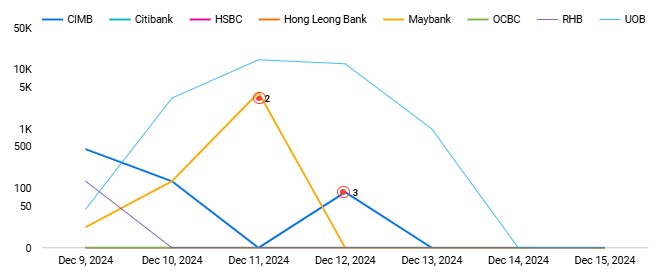 CIMB Citibank HSBC Hong Leong Bank Maybank OCBC RHB UOB
50K
10K
5K
1K
500
100
50
0
2
3
Dec 9, 2024 Dec 10, 2024 Dec 11, 2024 Dec 12, 2024 Dec 13, 2024 Dec 14, 2024 Dec 15, 2024